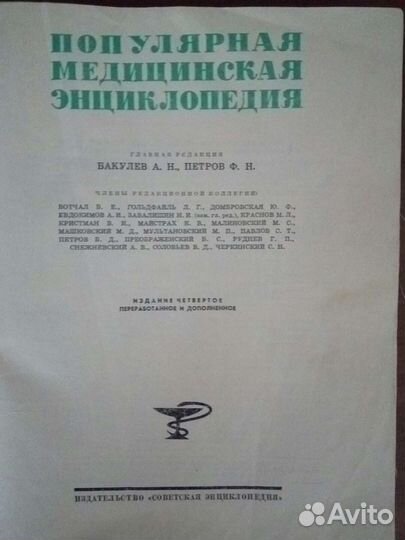 ПОПУЛЯРНАЯ
МЕДИЦИНСКАЯ
ЭНЦИКЛОПЕДИЯ
ГЛАВНАЯ РЕДАКЦИЯ
БАКУЛЕВ А. Н., ПЕТРОВ Ф. Н.
ЧЛЕНЫ РЕДАКЦИОННОЙ КОЛЛЕГИИ:
ВОТЧАЛ Б. Е., ГОЛЬДФАЙЛЬ Л. Г., ДОМБРОВСКАЯ Ю. Ф.,
ЕВДОКИМОВ А. И., ЗАВАЛИШИН Н. И. (зам. гл. ред.), КРАСНОВ М. Л.,
КРИСТМАН В. И., МАЙСТРАХ К. В., МАЛИНОВСКИЙ М. С.,
МАШКОВСКИЙ М. Д., МУЛЬТАНОВСКИЙ М. П., ПАВЛОВ С. Т.,
ПЕТРОВ Б. Д., ПРЕОБРАЖЕНСКИЙ Б. С., РУДНЕВ Г. П.,
СНЕЖНЕВСКИЙ А. В., СОЛОВЬЕВ В. Д., ЧЕРКИНСКИЙ С. Н.
ИЗДАНИЕ ЧЕТВЕРТОЕ
ПЕРЕРАБОТАННОЕ И ДОПОЛНЕННОЕ
ИЗДАТЕЛЬСТВО «СОВЕТСКАЯ ЭНЦИКЛОПЕДИЯ»
Avito